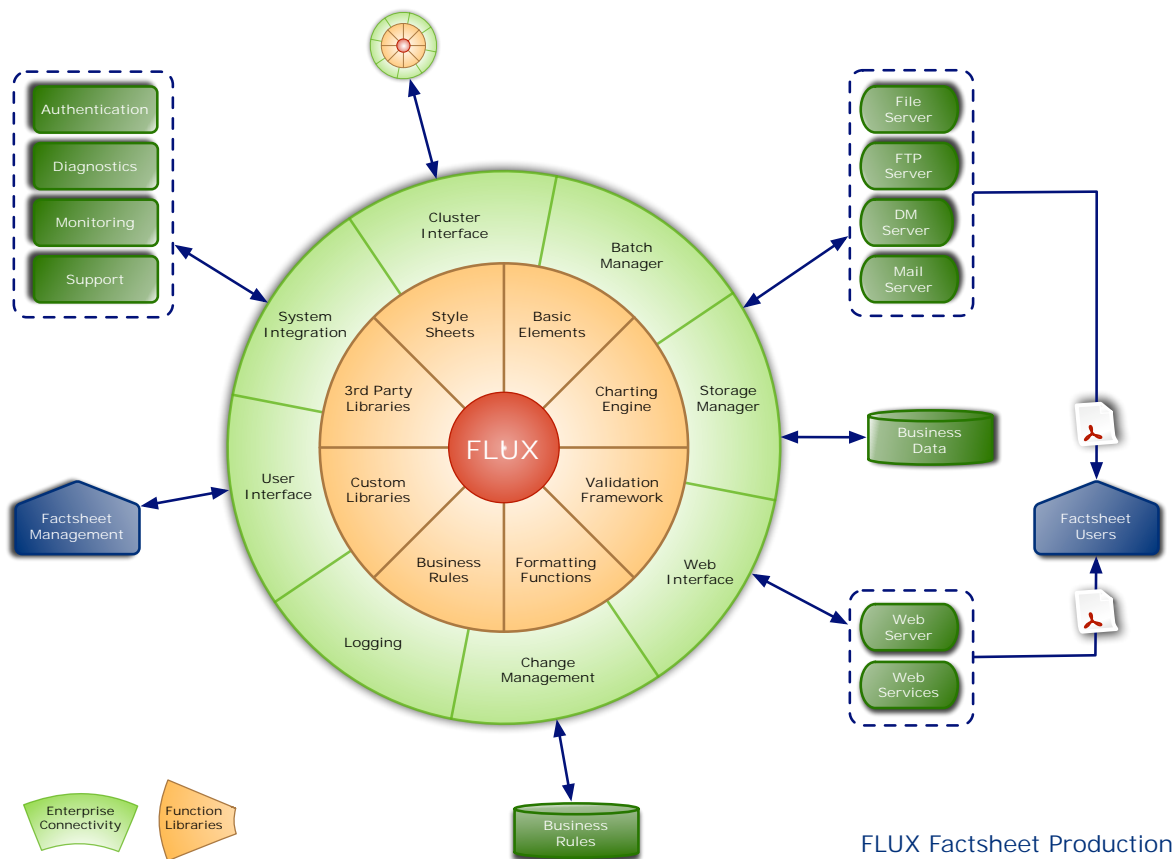 Authentication
Diagnostics
Monitoring
Support
File
Server
FTP
Server
DM
Server
Mail
Server
Cluster
Interface
Batch
Manager
System
Integration
Style
Sheets
Basic
Elements
3rd Party
Libraries
Charting
Engine
Storage
Manager
Business
Data
FLUX
User
Interface
Custom
Libraries
Validation
Framework
Factsheet
Management
Factsheet
Users
Business
Rules
Formatting
Functions
Web
Interface
Web
Server
Web
Services
Logging
Change
Management
Enterprise
Connectivity
Function
Libraries
Business
Rules
FLUX Factsheet Production